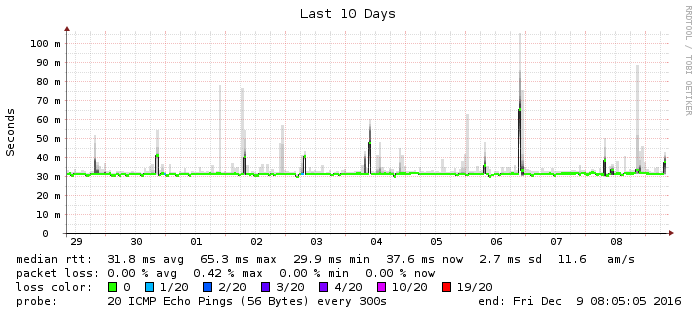 Last 10 Days
RRDTOOL / TOBI OETIKER
Seconds
100 m
90 m
80 m
70 m
60 m
50 m
40 m
30 m
20 m
10 m
0
29 30 01 02 03 04 05 06 07 08
median rtt: 31.8 ms avg 65.3 ms max 29.9 ms min 37.6 ms now 2.7 ms sd 11.6 am/s
packet loss: 0.00 % avg 0.42 % max 0.00 % min 0.00 % now
loss color: 0 1/20 2/20 3/20 4/20 10/20 19/20
probe: 20 ICMP Echo Pings (56 Bytes) every 300s end: Fri Dec 9 08:05:05 2016